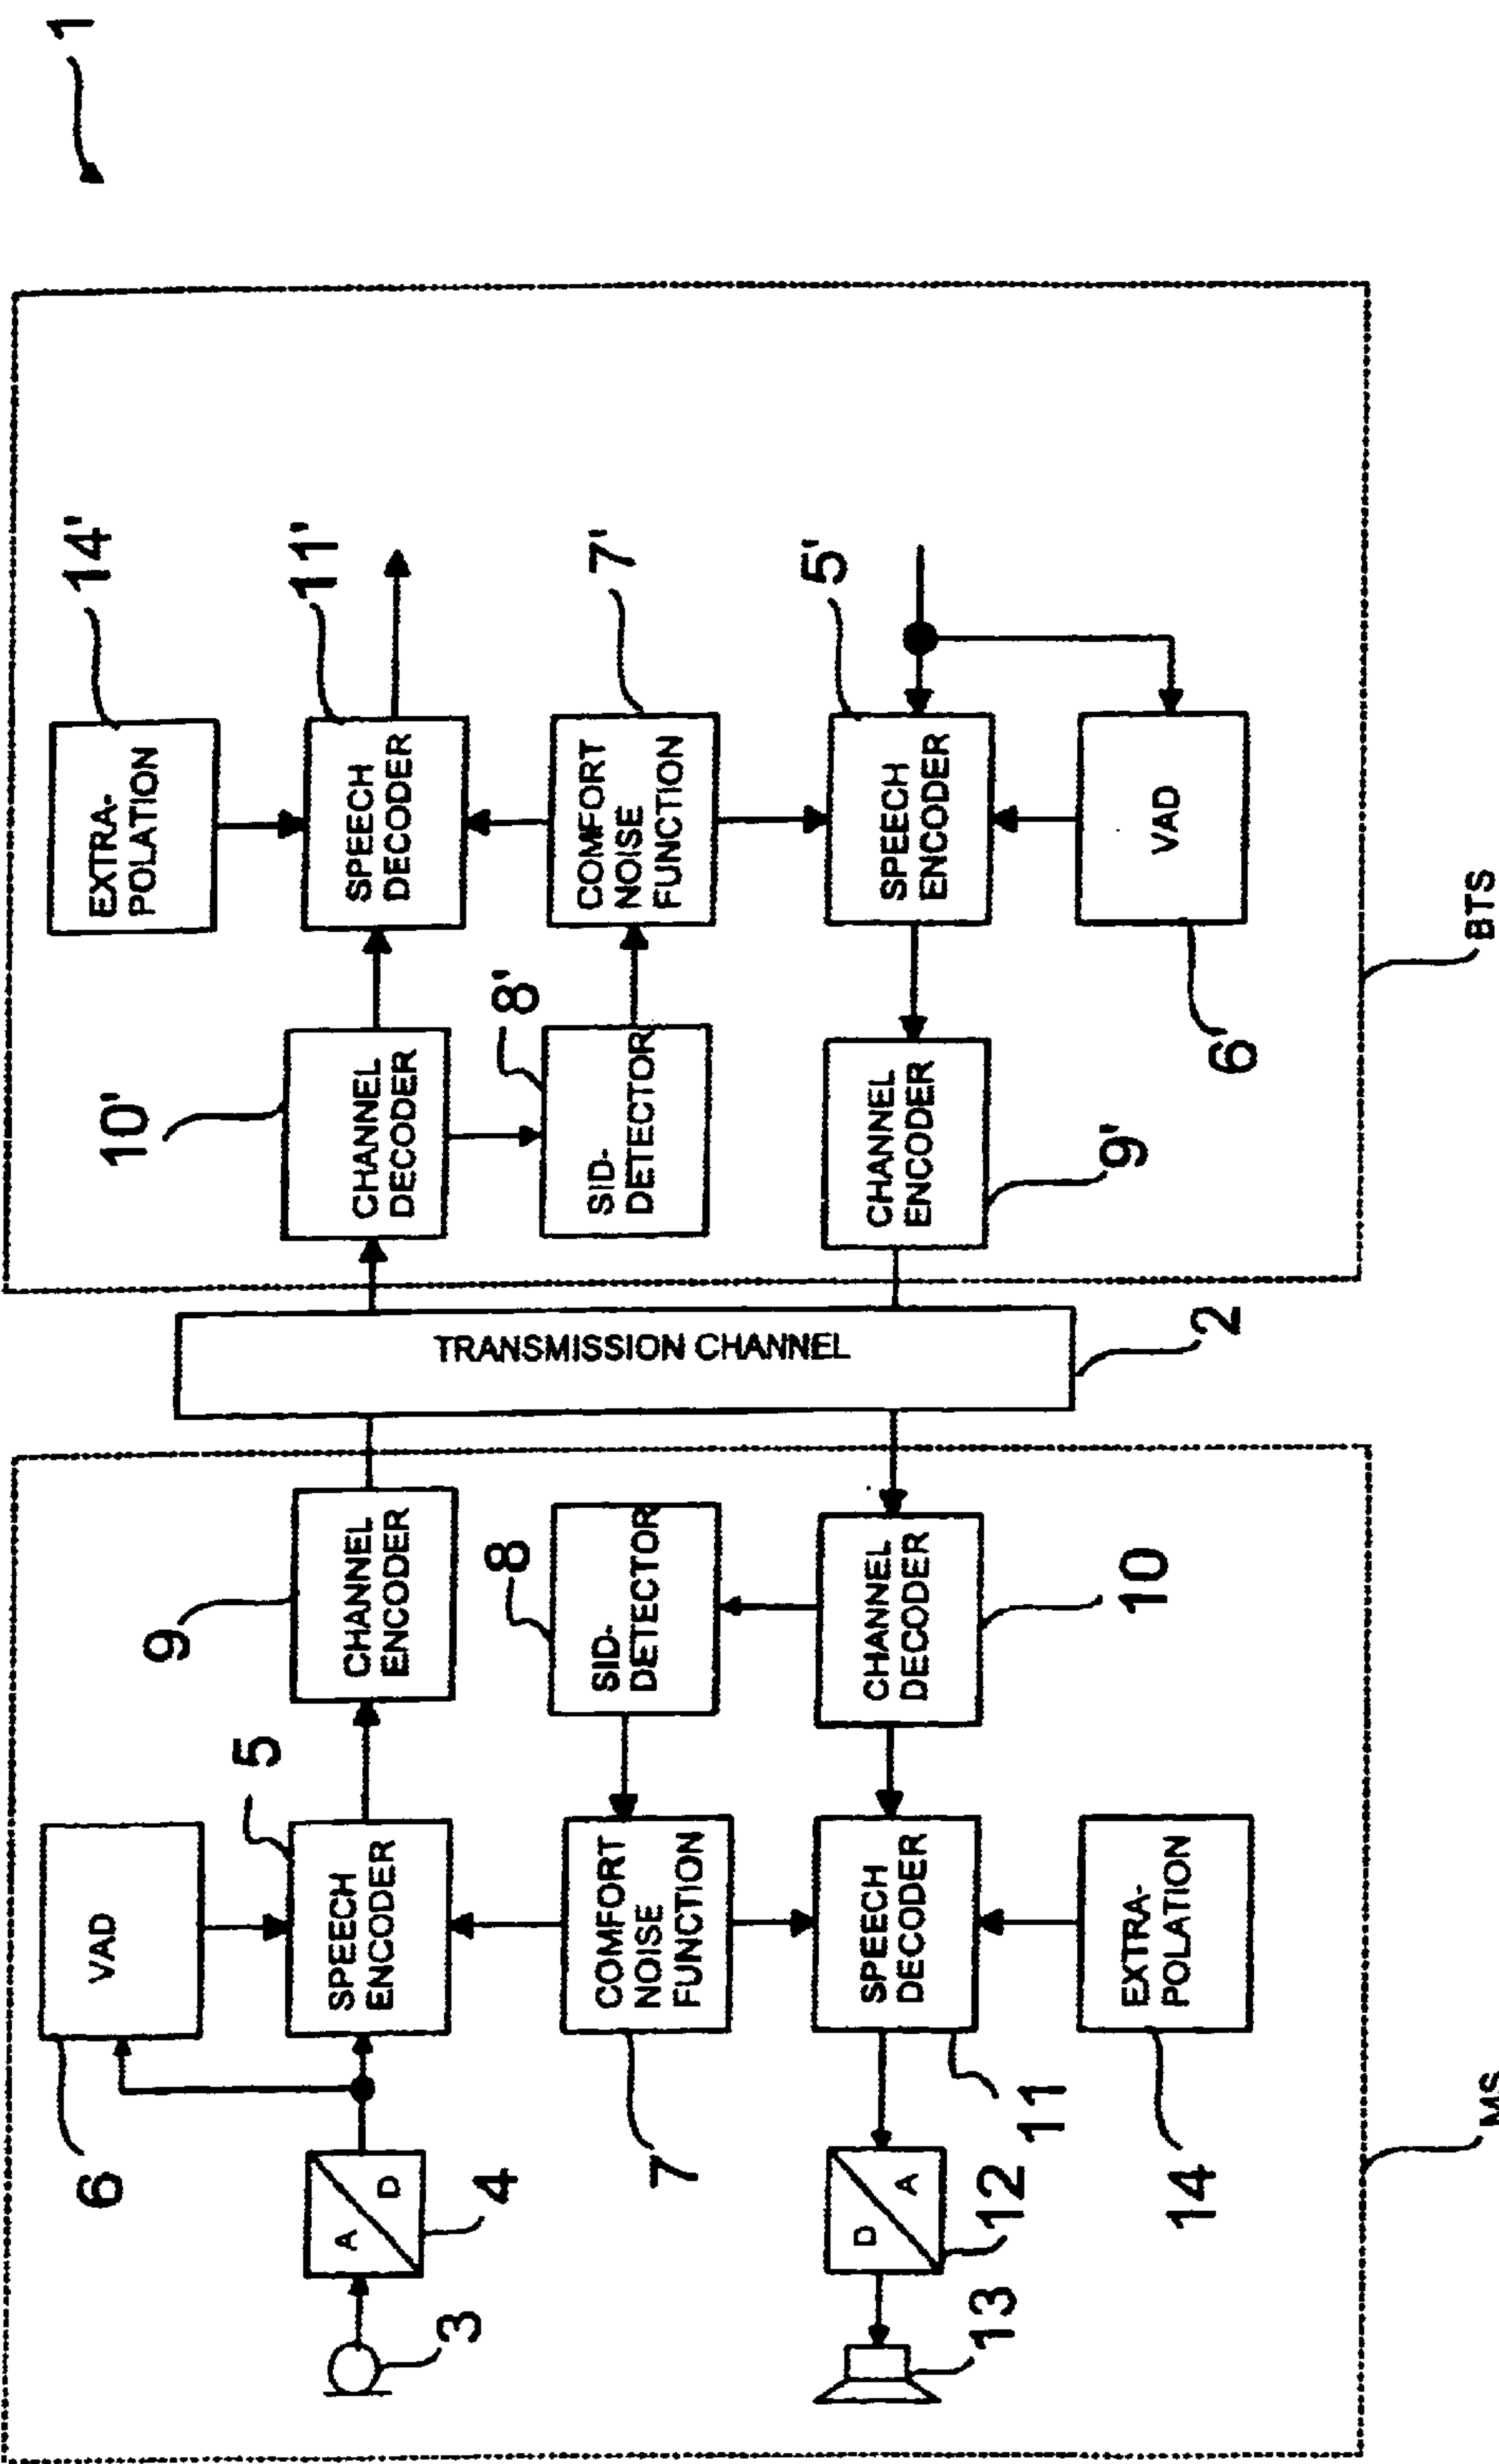 1
14'
EXTRA-
POLATION
11'
SPEECH
DECODER
10'
CHANNEL
DECODER
8'
SID-
DETECTOR
7'
COMFORT
NOISE
FUNCTION
5'
SPEECH
ENCODER
VAD
6'
CHANNEL
ENCODER
9'
BTS
TRANSMISSION CHANNEL
2
6
VAD
5
SPEECH
ENCODER
9
CHANNEL
ENCODER
3
A
D
4
8
SID-
DETECTOR
7
COMFORT
NOISE
FUNCTION
10
CHANNEL
DECODER
11
SPEECH
DECODER
D
A
12
13
14
EXTRA-
POLATION
MS